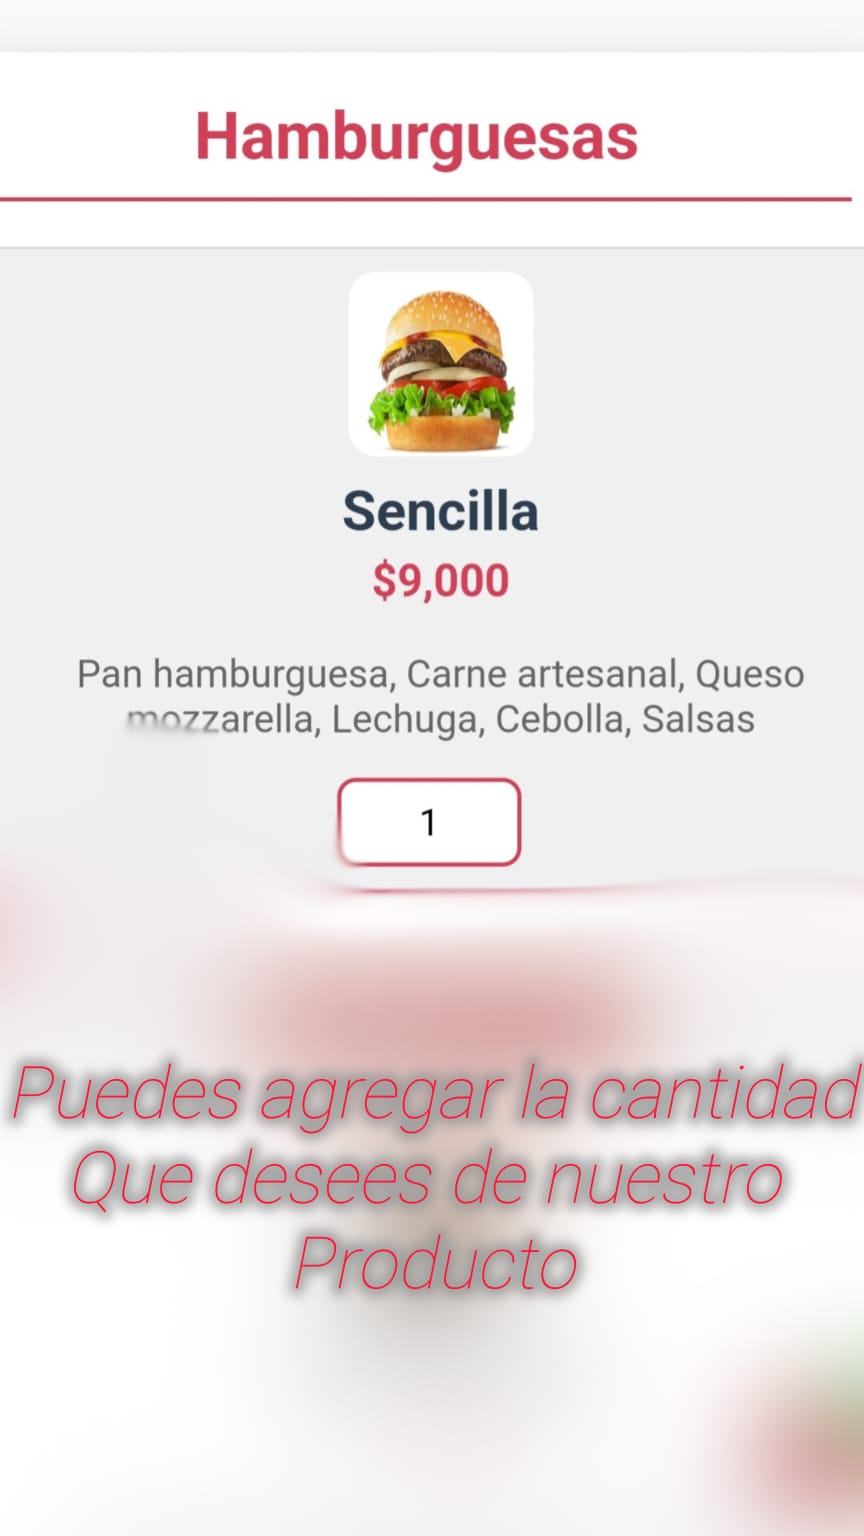 Hamburguesas
Sencilla
$9,000
Pan hamburguesa, Carne artesanal, Queso
mozzarella, Lechuga, Cebolla, Salsas
1
Puedes agregar la cantidad
Que desees de nuestro
Producto